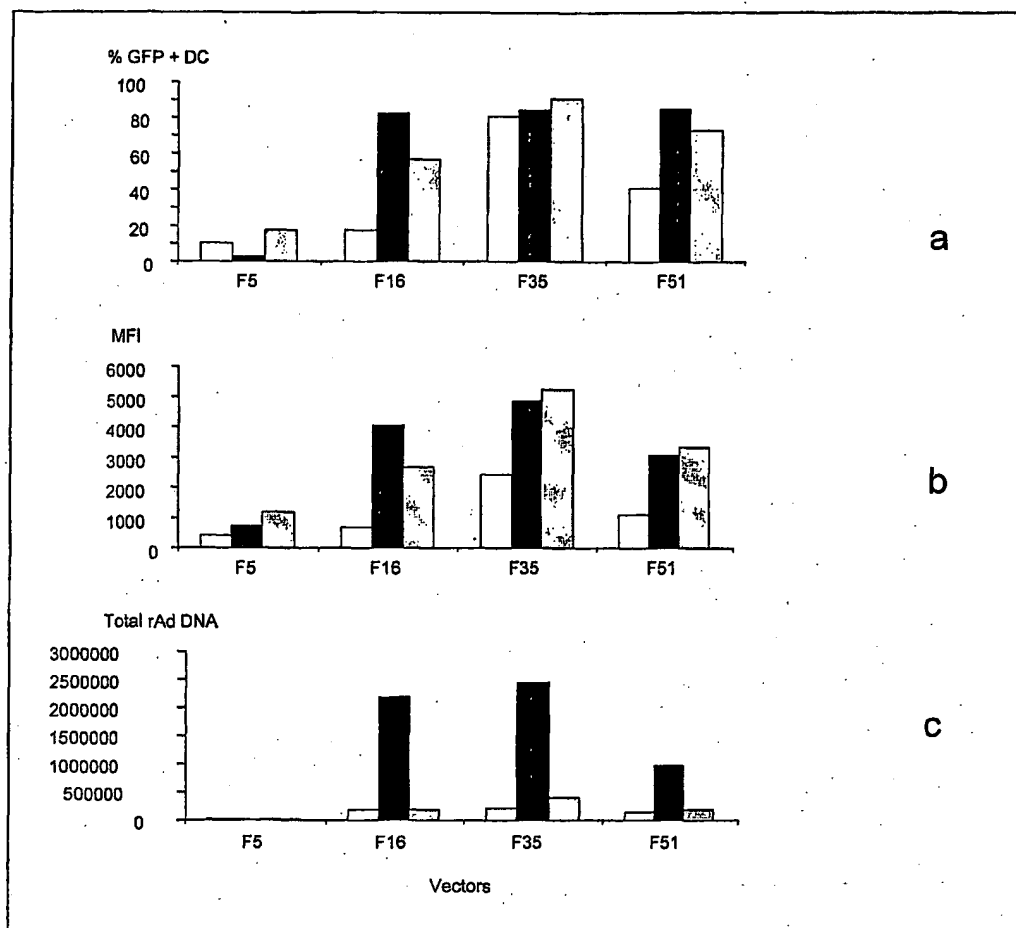 % GFP + DC
100
80
60
40
20
0
F5 F16 F35 F51
a
MFI
6000
5000
4000
3000
2000
1000
0
F5 F16 F35 F51
b
Total rAd DNA
3000000
2500000
2000000
1500000
1000000
500000
0
F5 F16 F35 F51
c
Vectors